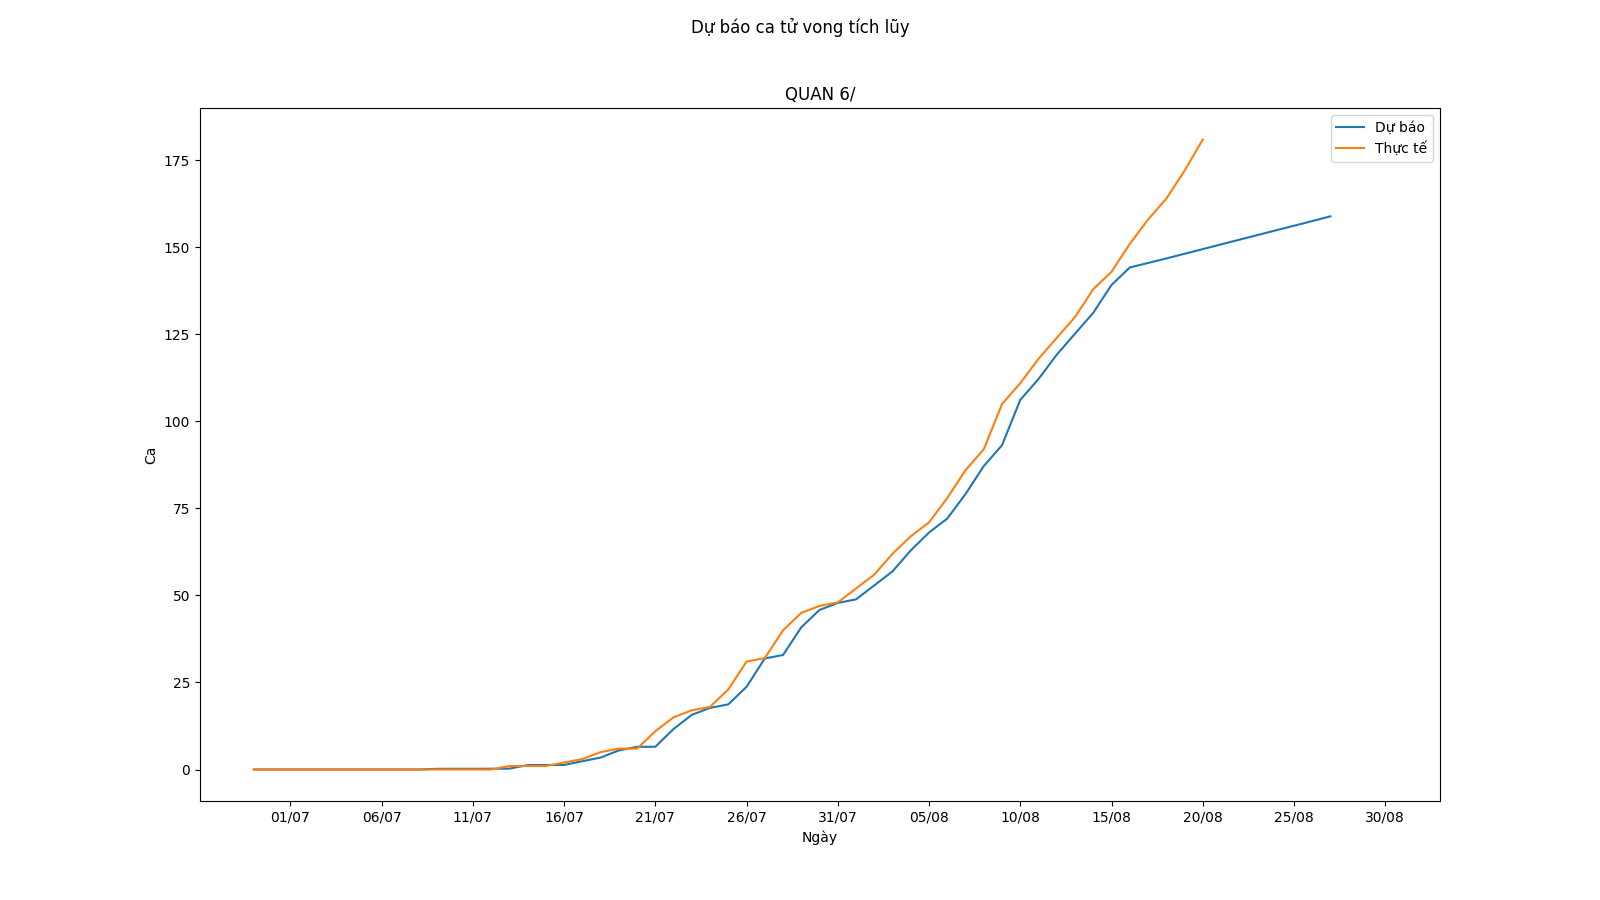 Dự báo ca tử vong tích lũy
QUAN 6/
Dự báo
Thực tế
175
150
125
100
75
50
25
0
Ca
01/07 06/07 11/07 16/07 21/07 26/07 31/07 05/08 10/08 15/08 20/08 25/08 30/08
Ngày